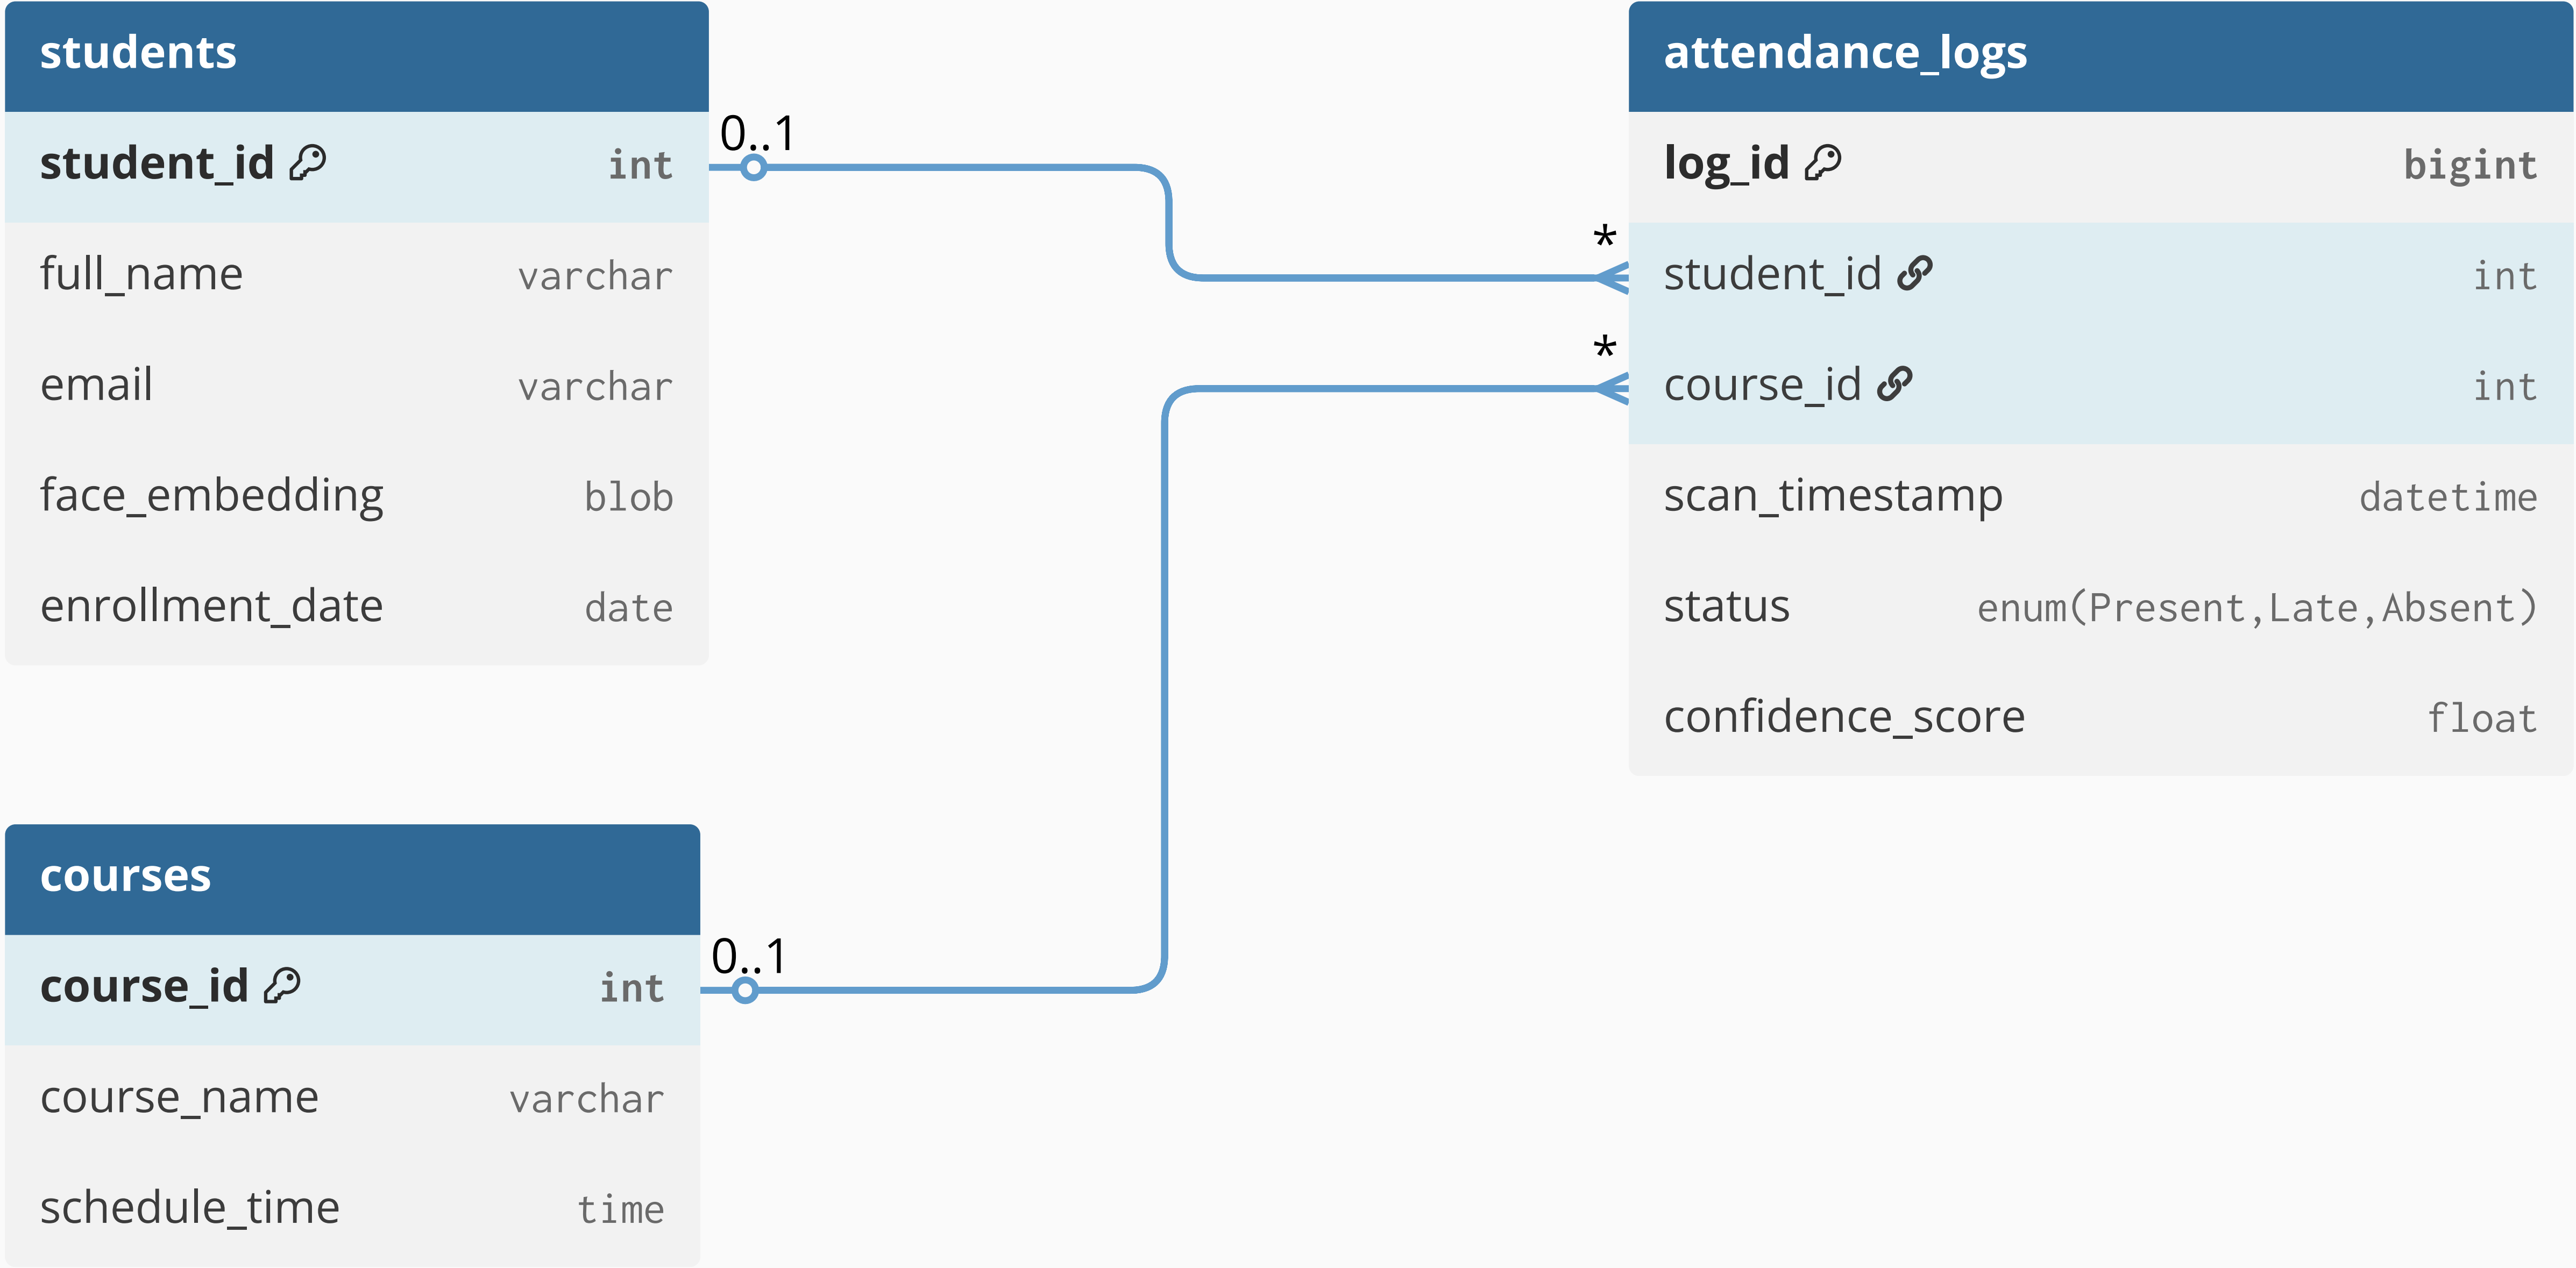 students
student_id int
full_name varchar
email varchar
face_embedding blob
enrollment_date date
0..1
*
*
attendance_logs
log_id bigint
student_id int
course_id int
scan_timestamp datetime
status enum(Present,Late,Absent)
confidence_score float
courses
course_id int
course_name varchar
schedule_time time
0..1